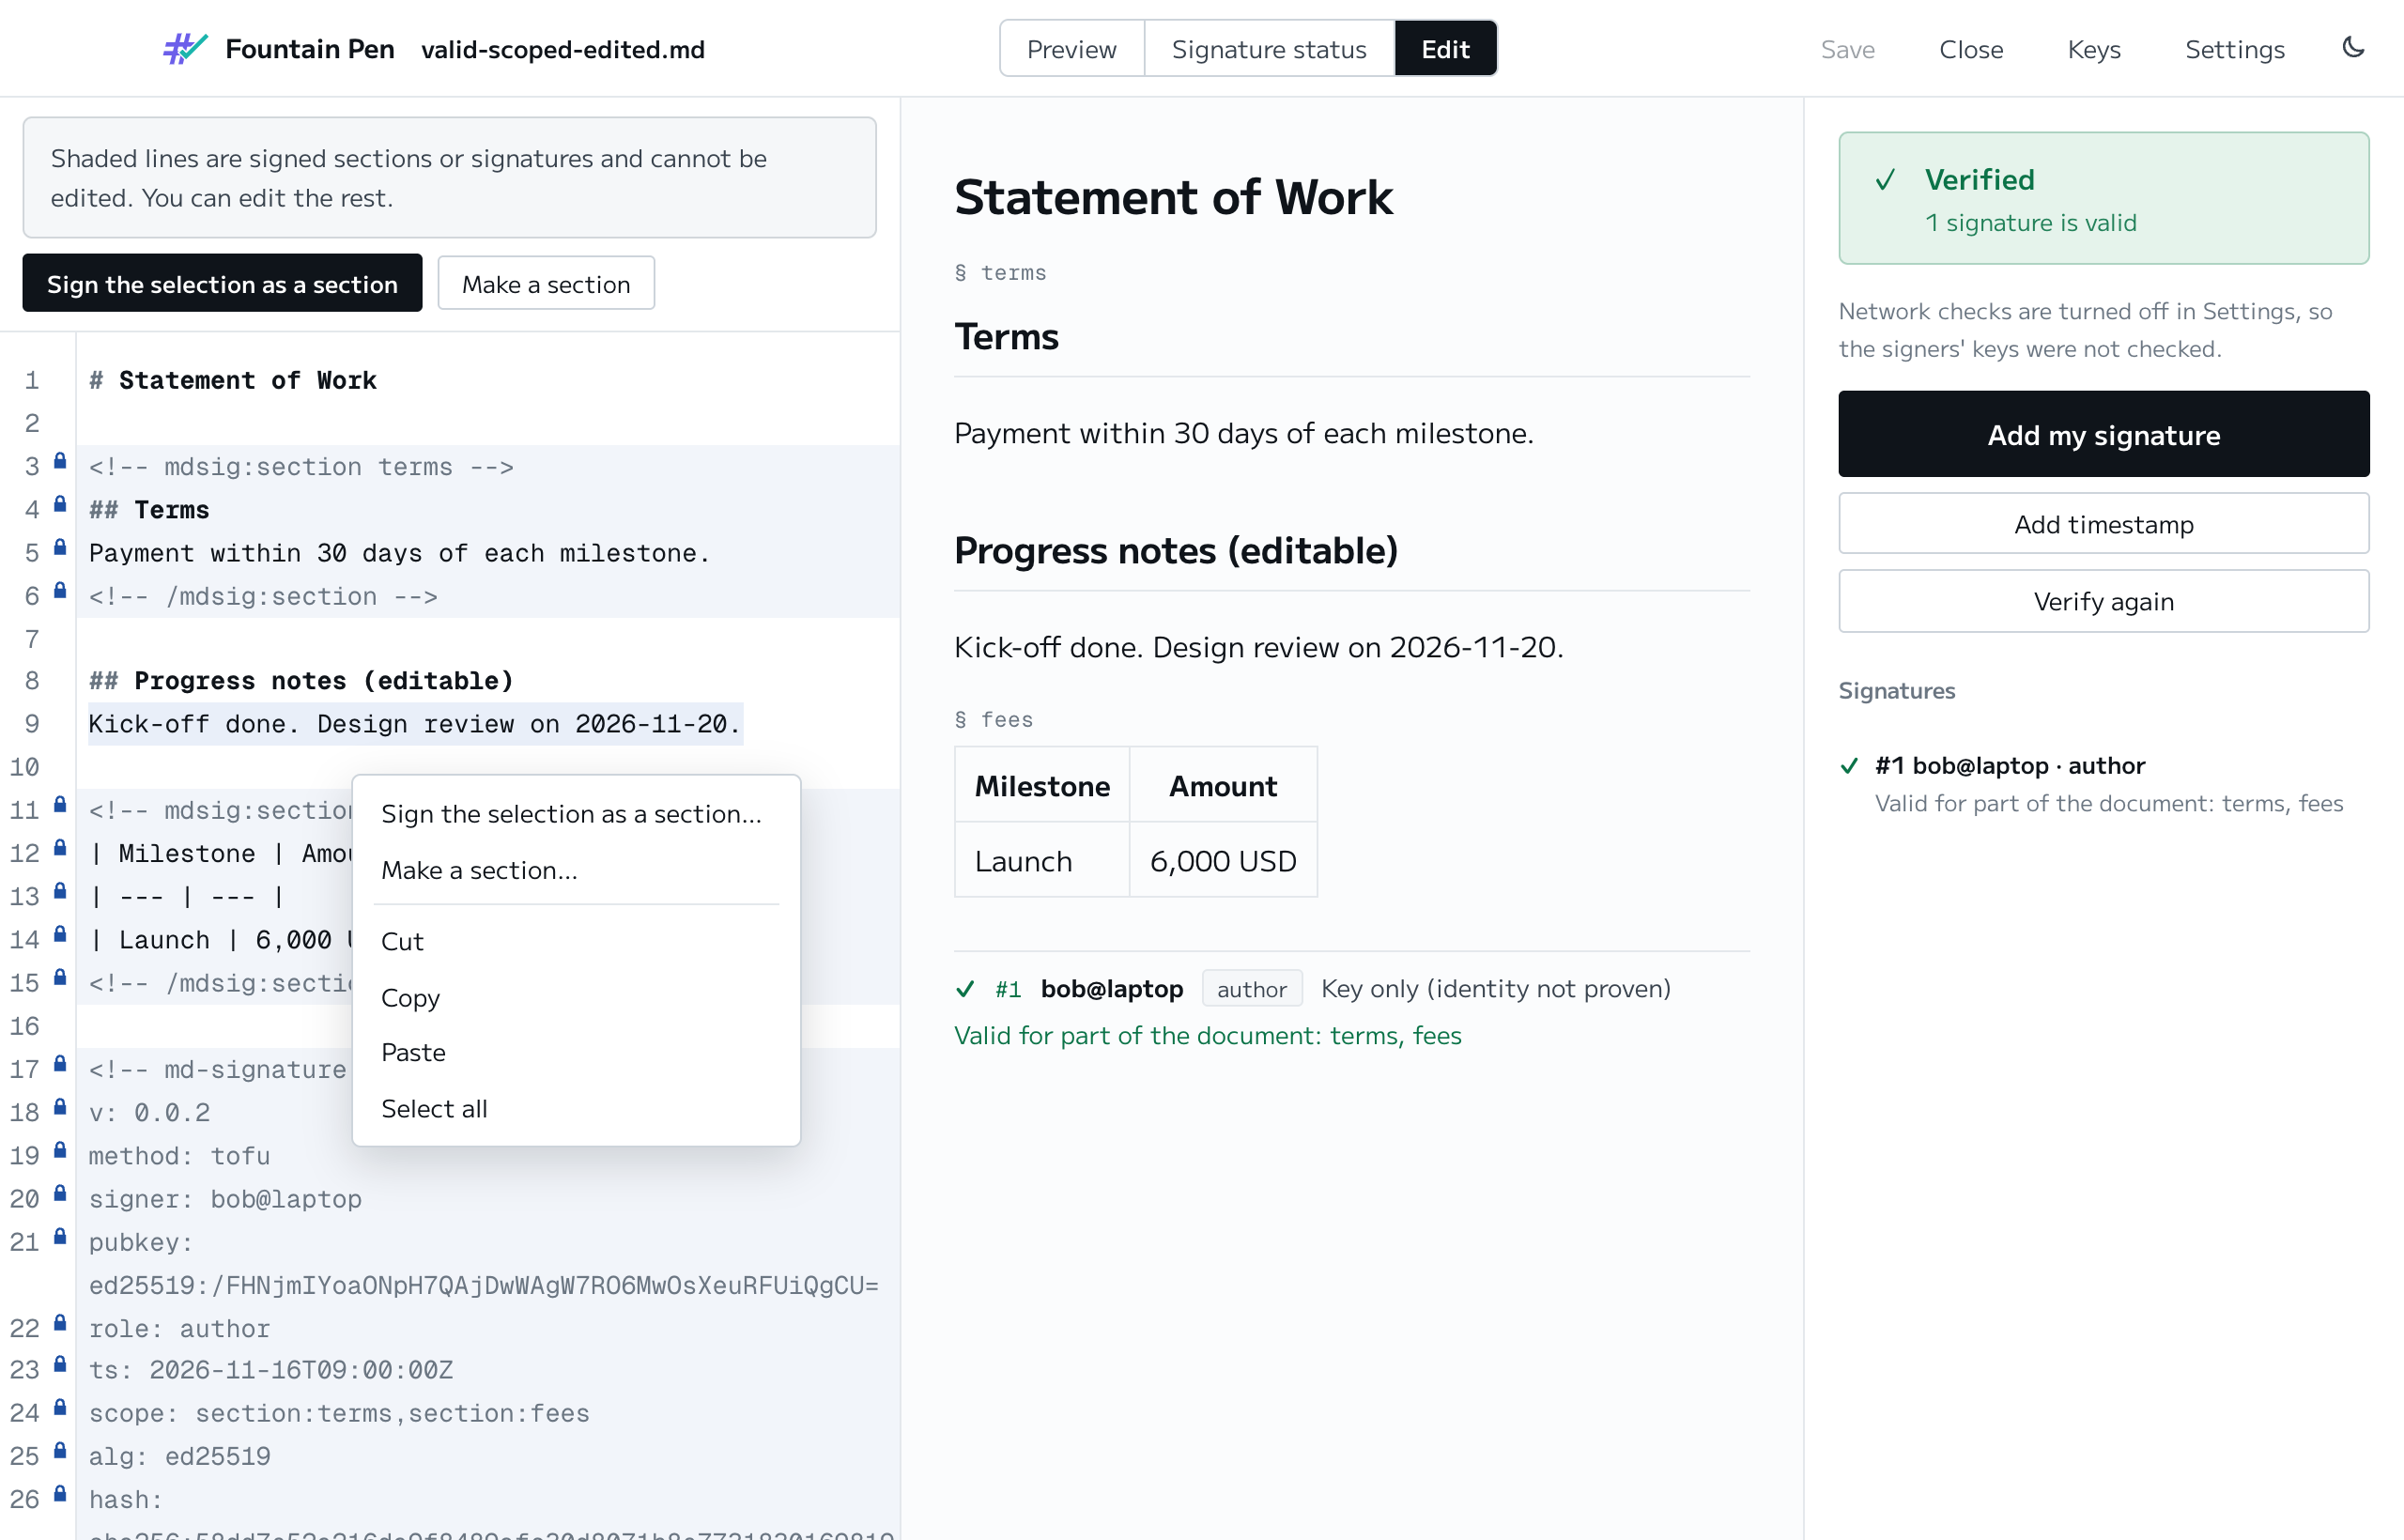 Fountain Pen valid-scoped-edited.md
Preview Signature status Edit
Save Close Keys Settings
Shaded lines are signed sections or signatures and cannot be
edited. You can edit the rest.
Sign the selection as a section Make a section
1 # Statement of Work
2
3 <!-- mdsig:section terms -->
4 ## Terms
5 Payment within 30 days of each milestone.
6 <!-- /mdsig:section -->
7
8 ## Progress notes (editable)
9 Kick-off done. Design review on 2026-11-20.
10
11 <!-- mdsig:section
12 | Milestone | Amou
13 | --- | --- |
14 | Launch | 6,000
15 <!-- /mdsig:secti
16
17 <!-- md-signature
18 v: 0.0.2
19 method: tofu
20 signer: bob@laptop
21 pubkey:
ed25519:/FHNjmIYoaONpH7QAjDwWAgW7RO6MwOsXeuRFUiQgCU=
22 role: author
23 ts: 2026-11-16T09:00:00Z
24 scope: section:terms,section:fees
25 alg: ed25519
26 hash:
Sign the selection as a section...
Make a section...
Cut
Copy
Paste
Select all
Statement of Work
§ terms
Terms
Payment within 30 days of each milestone.
Progress notes (editable)
Kick-off done. Design review on 2026-11-20.
§ fees
Milestone Amount
Launch 6,000 USD
#1 bob@laptop author Key only (identity not proven)
Valid for part of the document: terms, fees
Verified
1 signature is valid
Network checks are turned off in Settings, so
the signers' keys were not checked.
Add my signature
Add timestamp
Verify again
Signatures
#1 bob@laptop · author
Valid for part of the document: terms, fees